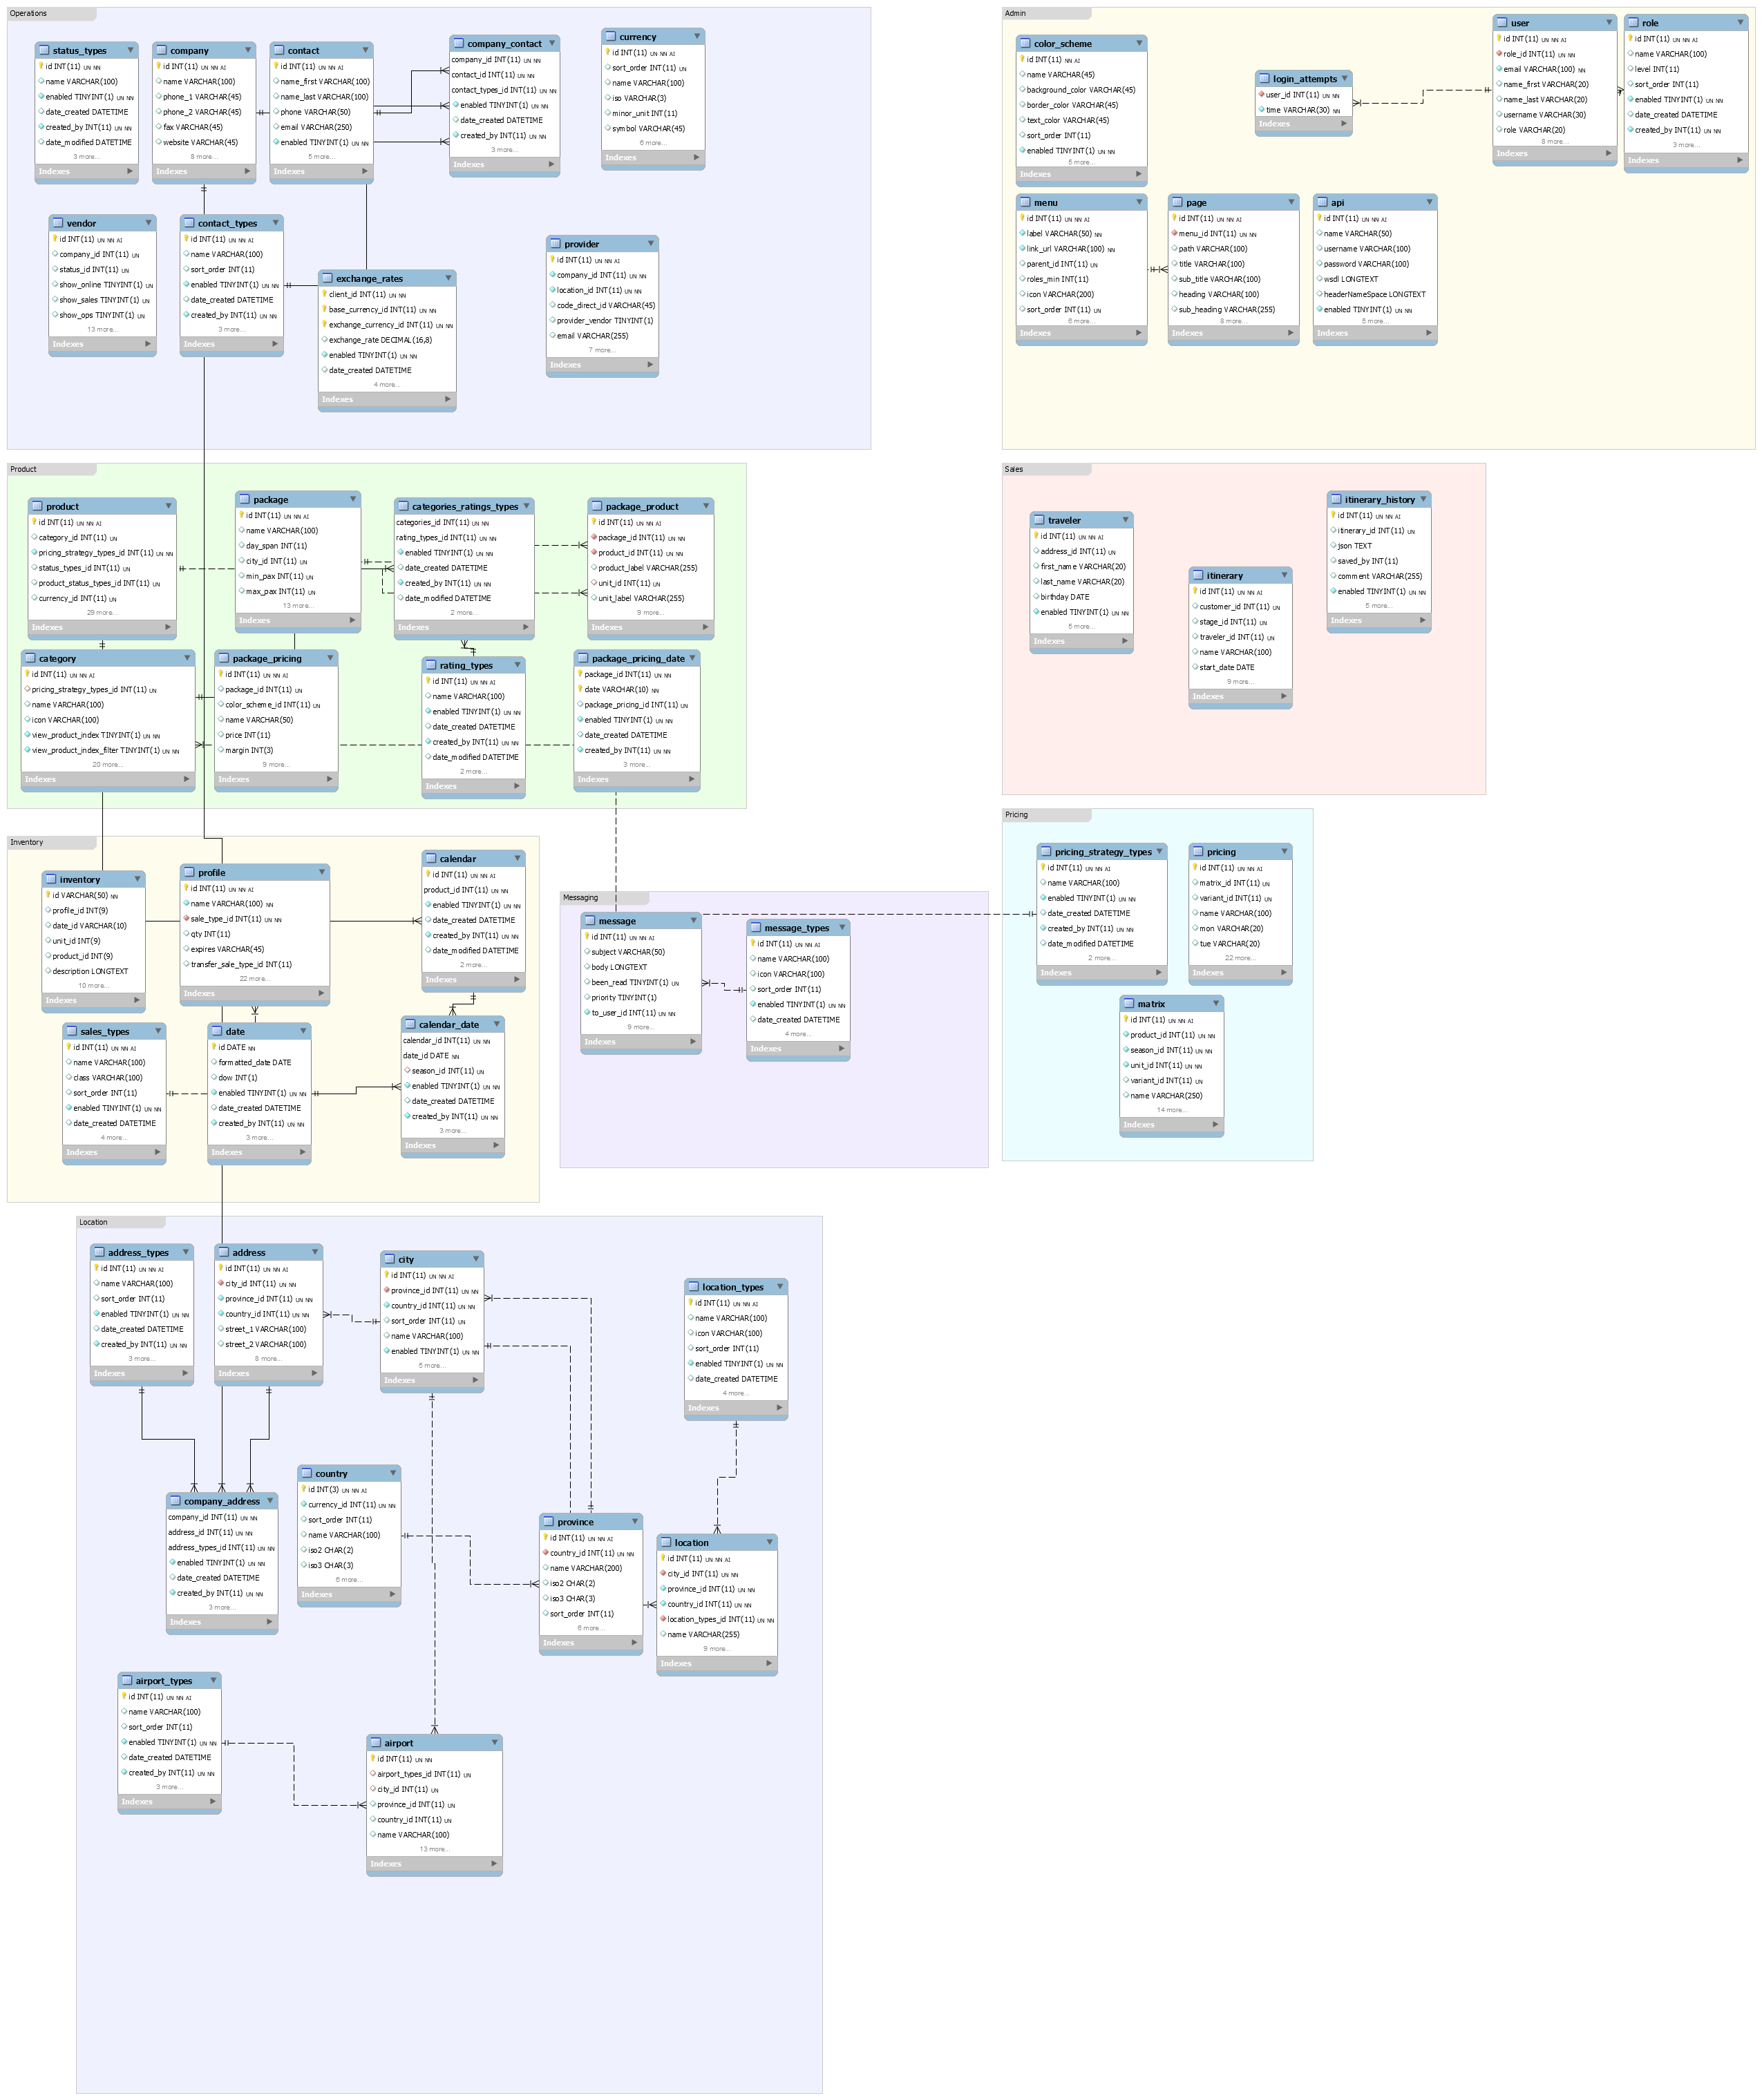 Operations
status_types
id INT(11) UN NN
name VARCHAR(100)
enabled TINYINT(1) UN NN
date_created DATETIME
created_by INT(11) UN NN
date_modified DATETIME
3 more...
Indexes
company
id INT(11) UN NN AI
name VARCHAR(100)
phone_1 VARCHAR(45)
phone_2 VARCHAR(45)
fax VARCHAR(45)
website VARCHAR(45)
8 more...
Indexes
contact
id INT(11) UN NN AI
name_first VARCHAR(100)
name_last VARCHAR(100)
phone VARCHAR(50)
email VARCHAR(250)
enabled TINYINT(1) UN NN
5 more...
Indexes
company_contact
company_id INT(11) UN NN
contact_id INT(11) UN NN
contact_types_id INT(11) UN NN
enabled TINYINT(1) UN NN
date_created DATETIME
created_by INT(11) UN NN
3 more...
Indexes
currency
id INT(11) UN NN AI
sort_order INT(11) UN
name VARCHAR(100)
iso VARCHAR(3)
minor_unit INT(11)
symbol VARCHAR(45)
6 more...
Indexes
vendor
id INT(11) UN NN AI
company_id INT(11) UN
status_id INT(11) UN
show_online TINYINT(1) UN
show_sales TINYINT(1) UN
show_ops TINYINT(1) UN
13 more...
Indexes
contact_types
id INT(11) UN NN AI
name VARCHAR(100)
sort_order INT(11)
enabled TINYINT(1) UN NN
date_created DATETIME
created_by INT(11) UN NN
3 more...
Indexes
exchange_rates
client_id INT(11) UN NN
base_currency_id INT(11) UN NN
exchange_currency_id INT(11) UN NN
exchange_rate DECIMAL(16,8)
enabled TINYINT(1) UN NN
date_created DATETIME
4 more...
Indexes
provider
id INT(11) UN NN AI
company_id INT(11) UN NN
location_id INT(11) UN NN
code_direct_id VARCHAR(45)
provider_vendor TINYINT(1)
email VARCHAR(255)
7 more...
Indexes
Admin
color_scheme
id INT(11) NN AI
name VARCHAR(45)
background_color VARCHAR(45)
border_color VARCHAR(45)
text_color VARCHAR(45)
sort_order INT(11)
enabled TINYINT(1) UN NN
5 more...
Indexes
login_attempts
user_id INT(11) UN NN
time VARCHAR(30) NN
Indexes
user
id INT(11) UN NN AI
role_id INT(11) UN NN
email VARCHAR(100) NN
name_first VARCHAR(20)
name_last VARCHAR(20)
username VARCHAR(30)
role VARCHAR(20)
8 more...
Indexes
role
id INT(11) UN NN AI
name VARCHAR(100)
level INT(11)
sort_order INT(11)
enabled TINYINT(1) UN NN
date_created DATETIME
created_by INT(11) UN NN
3 more...
Indexes
menu
id INT(11) UN NN AI
label VARCHAR(50) NN
link_url VARCHAR(100) NN
parent_id INT(11) UN
roles_min INT(11)
icon VARCHAR(200)
sort_order INT(11) UN
6 more...
Indexes
page
id INT(11) UN NN AI
menu_id INT(11) UN NN
path VARCHAR(100)
title VARCHAR(100)
sub_title VARCHAR(100)
heading VARCHAR(100)
sub_heading VARCHAR(255)
8 more...
Indexes
api
id INT(11) UN NN AI
name VARCHAR(50)
username VARCHAR(100)
password VARCHAR(100)
wsdl LONGTEXT
headerNameSpace LONGTEXT
enabled TINYINT(1) UN NN
5 more...
Indexes
Product
product
id INT(11) UN NN AI
category_id INT(11) UN
pricing_strategy_types_id INT(11) UN NN
status_types_id INT(11) UN
product_status_types_id INT(11) UN
currency_id INT(11) UN
29 more...
Indexes
package
id INT(11) UN NN AI
name VARCHAR(100)
day_span INT(11)
city_id INT(11) UN
min_pax INT(11) UN
max_pax INT(11) UN
13 more...
Indexes
categories_ratings_types
categories_id INT(11) UN NN
rating_types_id INT(11) UN NN
enabled TINYINT(1) UN NN
date_created DATETIME
created_by INT(11) UN NN
date_modified DATETIME
2 more...
Indexes
package_product
id INT(11) UN NN AI
package_id INT(11) UN NN
product_id INT(11) UN NN
product_label VARCHAR(255)
unit_id INT(11) UN
unit_label VARCHAR(255)
9 more...
Indexes
category
id INT(11) UN NN AI
pricing_strategy_types_id INT(11) UN
name VARCHAR(100)
icon VARCHAR(100)
view_product_index TINYINT(1) UN NN
view_product_index_filter TINYINT(1) UN NN
20 more...
Indexes
package_pricing
id INT(11) UN NN AI
package_id INT(11) UN
color_scheme_id INT(11) UN
name VARCHAR(50)
price INT(11)
margin INT(3)
9 more...
Indexes
rating_types
id INT(11) UN NN AI
name VARCHAR(100)
enabled TINYINT(1) UN NN
date_created DATETIME
created_by INT(11) UN NN
date_modified DATETIME
2 more...
Indexes
package_pricing_date
package_id INT(11) UN NN
date VARCHAR(10) NN
package_pricing_id INT(11) UN
enabled TINYINT(1) UN NN
date_created DATETIME
created_by INT(11) UN NN
3 more...
Indexes
Sales
traveler
id INT(11) UN NN AI
address_id INT(11) UN
first_name VARCHAR(20)
last_name VARCHAR(20)
birthday DATE
enabled TINYINT(1) UN NN
5 more...
Indexes
itinerary
id INT(11) UN NN AI
customer_id INT(11) UN
stage_id INT(11) UN
traveler_id INT(11) UN
name VARCHAR(100)
start_date DATE
9 more...
Indexes
itinerary_history
id INT(11) UN NN AI
itinerary_id INT(11) UN
json TEXT
saved_by INT(11)
comment VARCHAR(255)
enabled TINYINT(1) UN NN
5 more...
Indexes
Inventory
inventory
id VARCHAR(50) NN
profile_id INT(9)
date_id VARCHAR(10)
unit_id INT(9)
product_id INT(9)
description LONGTEXT
10 more...
Indexes
profile
id INT(11) UN NN AI
name VARCHAR(100) NN
sale_type_id INT(11) UN NN
qty INT(11)
expires VARCHAR(45)
transfer_sale_type_id INT(11)
22 more...
Indexes
calendar
id INT(11) UN NN AI
product_id INT(11) UN NN
enabled TINYINT(1) UN NN
date_created DATETIME
created_by INT(11) UN NN
date_modified DATETIME
2 more...
Indexes
sales_types
id INT(11) UN NN AI
name VARCHAR(100)
class VARCHAR(100)
sort_order INT(11)
enabled TINYINT(1) UN NN
date_created DATETIME
4 more...
Indexes
date
id DATE NN
formatted_date DATE
dow INT(1)
enabled TINYINT(1) UN NN
date_created DATETIME
created_by INT(11) UN NN
3 more...
Indexes
calendar_date
calendar_id INT(11) UN NN
date_id DATE NN
season_id INT(11) UN
enabled TINYINT(1) UN NN
date_created DATETIME
created_by INT(11) UN NN
3 more...
Indexes
Messaging
message
id INT(11) UN NN AI
subject VARCHAR(50)
body LONGTEXT
been_read TINYINT(1) UN
priority TINYINT(1)
to_user_id INT(11) UN NN
9 more...
Indexes
message_types
id INT(11) UN NN AI
name VARCHAR(100)
icon VARCHAR(100)
sort_order INT(11)
enabled TINYINT(1) UN NN
date_created DATETIME
4 more...
Indexes
Pricing
pricing_strategy_types
id INT(11) UN NN AI
name VARCHAR(100)
enabled TINYINT(1) UN NN
date_created DATETIME
created_by INT(11) UN NN
date_modified DATETIME
2 more...
Indexes
pricing
id INT(11) UN NN AI
matrix_id INT(11) UN
variant_id INT(11) UN
name VARCHAR(100)
mon VARCHAR(20)
tue VARCHAR(20)
22 more...
Indexes
matrix
id INT(11) UN NN AI
product_id INT(11) UN NN
season_id INT(11) UN NN
unit_id INT(11) UN NN
variant_id INT(11) UN
name VARCHAR(250)
14 more...
Indexes
Location
address_types
id INT(11) UN NN AI
name VARCHAR(100)
sort_order INT(11)
enabled TINYINT(1) UN NN
date_created DATETIME
created_by INT(11) UN NN
3 more...
Indexes
address
id INT(11) UN NN AI
city_id INT(11) UN NN
province_id INT(11) UN NN
country_id INT(11) UN NN
street_1 VARCHAR(100)
street_2 VARCHAR(100)
8 more...
Indexes
city
id INT(11) UN NN AI
province_id INT(11) UN NN
country_id INT(11) UN NN
sort_order INT(11) UN
name VARCHAR(100)
enabled TINYINT(1) UN NN
5 more...
Indexes
location_types
id INT(11) UN NN AI
name VARCHAR(100)
icon VARCHAR(100)
sort_order INT(11)
enabled TINYINT(1) UN NN
date_created DATETIME
4 more...
Indexes
company_address
company_id INT(11) UN NN
address_id INT(11) UN NN
address_types_id INT(11) UN NN
enabled TINYINT(1) UN NN
date_created DATETIME
created_by INT(11) UN NN
3 more...
Indexes
country
id INT(3) UN NN AI
currency_id INT(11) UN NN
sort_order INT(11)
name VARCHAR(100)
iso2 CHAR(2)
iso3 CHAR(3)
6 more...
Indexes
province
id INT(11) UN NN AI
country_id INT(11) UN NN
name VARCHAR(200)
iso2 CHAR(2)
iso3 CHAR(3)
sort_order INT(11)
6 more...
Indexes
location
id INT(11) UN NN AI
city_id INT(11) UN NN
province_id INT(11) UN NN
country_id INT(11) UN NN
location_types_id INT(11) UN NN
name VARCHAR(255)
9 more...
Indexes
airport_types
id INT(11) UN NN AI
name VARCHAR(100)
sort_order INT(11)
enabled TINYINT(1) UN NN
date_created DATETIME
created_by INT(11) UN NN
3 more...
Indexes
airport
id INT(11) UN NN
airport_types_id INT(11) UN
city_id INT(11) UN
province_id INT(11) UN
country_id INT(11) UN
name VARCHAR(100)
13 more...
Indexes